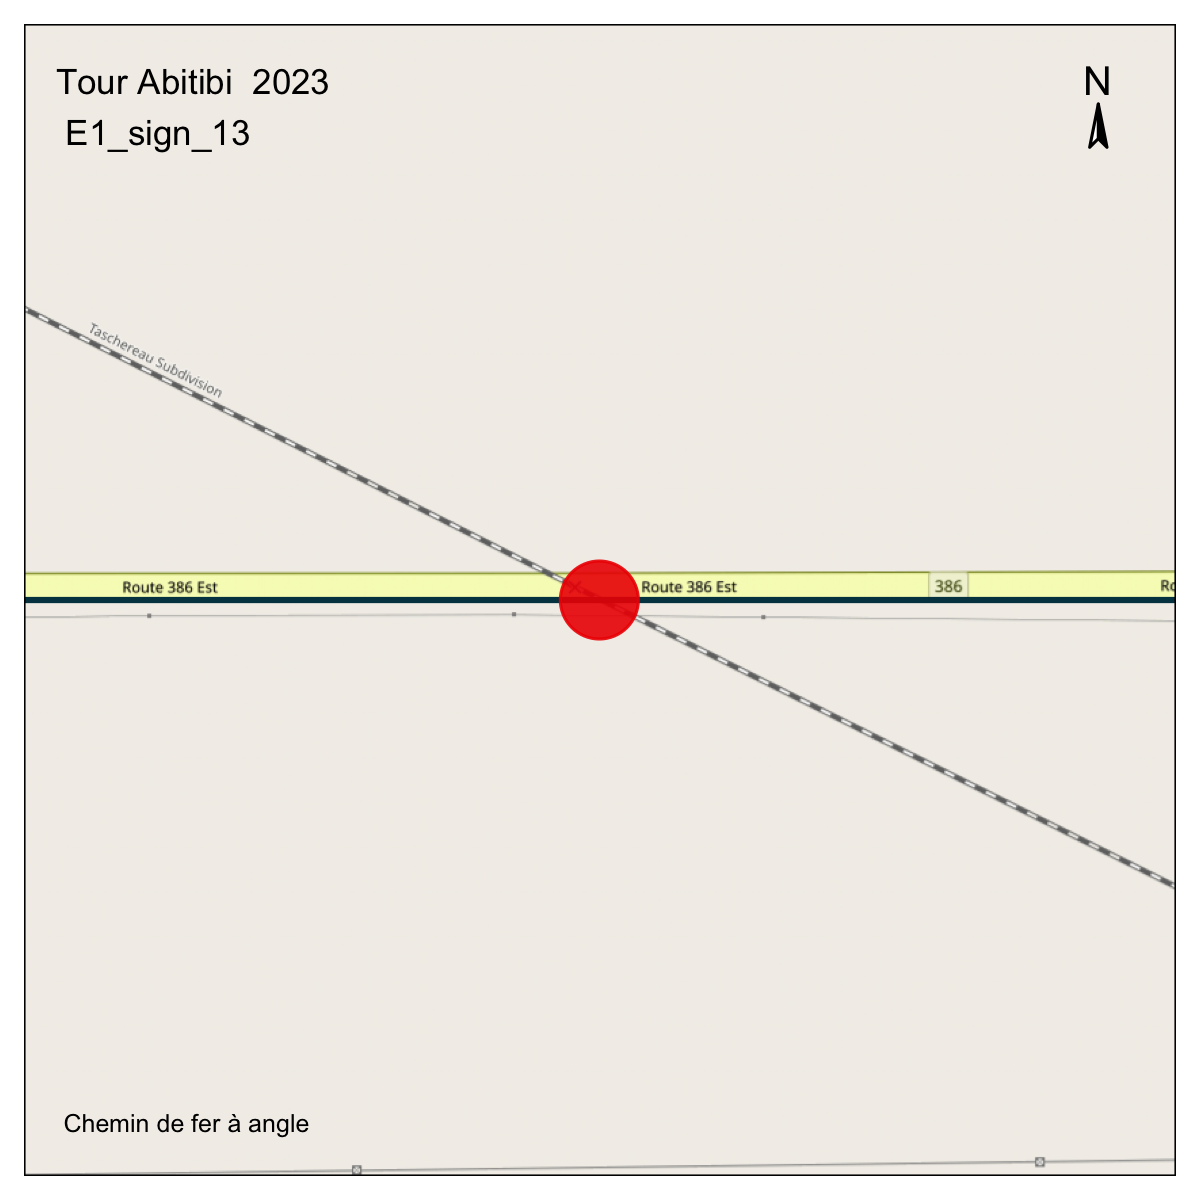 Tour Abitibi  2023
N
E1_sign_13
Taschereau Subdivision
Route 386 Est
Route 386 Est
386
Ro
Chemin de fer à angle